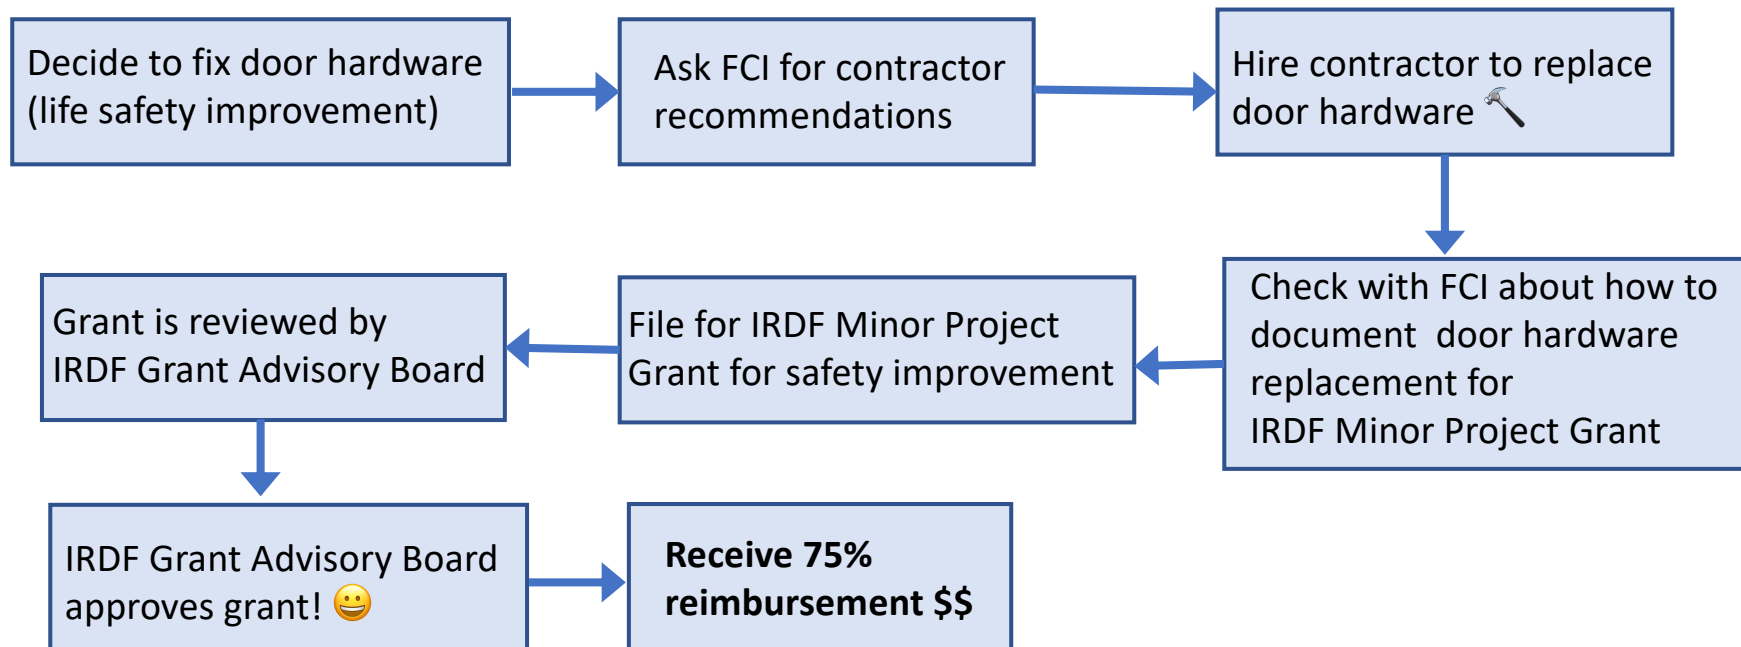 Decide to fix door hardware
(life safety improvement)
Ask FCI for contractor
recommendations
Hire contractor to replace
door hardware 🔨
Check with FCI about how to
document  door hardware
replacement for
IRDF Minor Project Grant
File for IRDF Minor Project
Grant for safety improvement
Grant is reviewed by
IRDF Grant Advisory Board
IRDF Grant Advisory Board
approves grant! 😀
Receive 75%
reimbursement $$